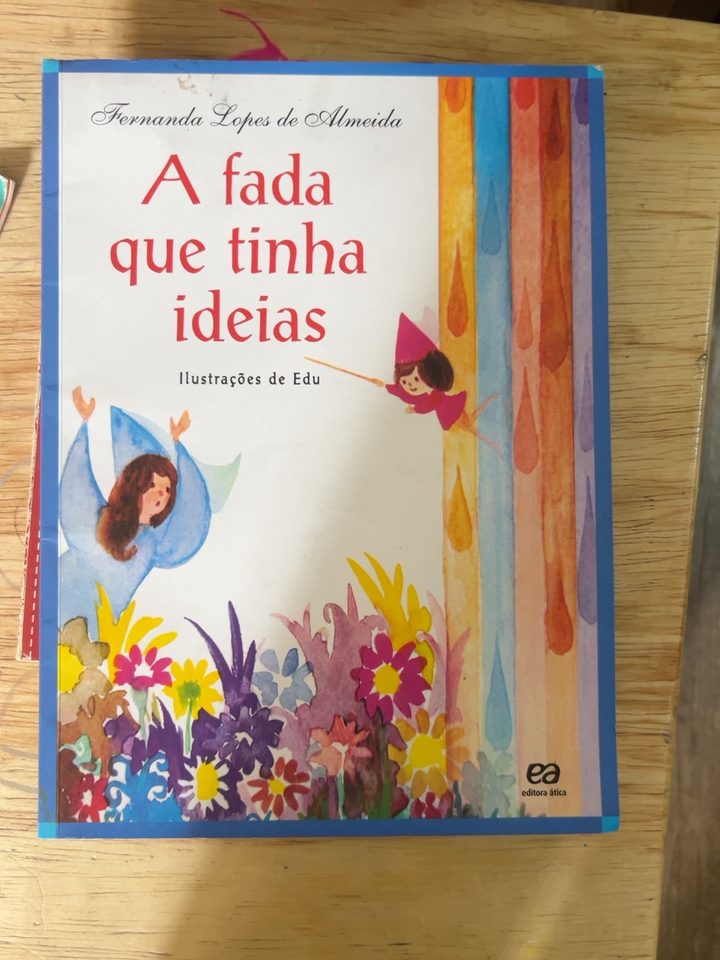 Fernanda Lopes de Almeida
A fada
que tinha
ideias
Ilustrações de Edu
ea
editora ática